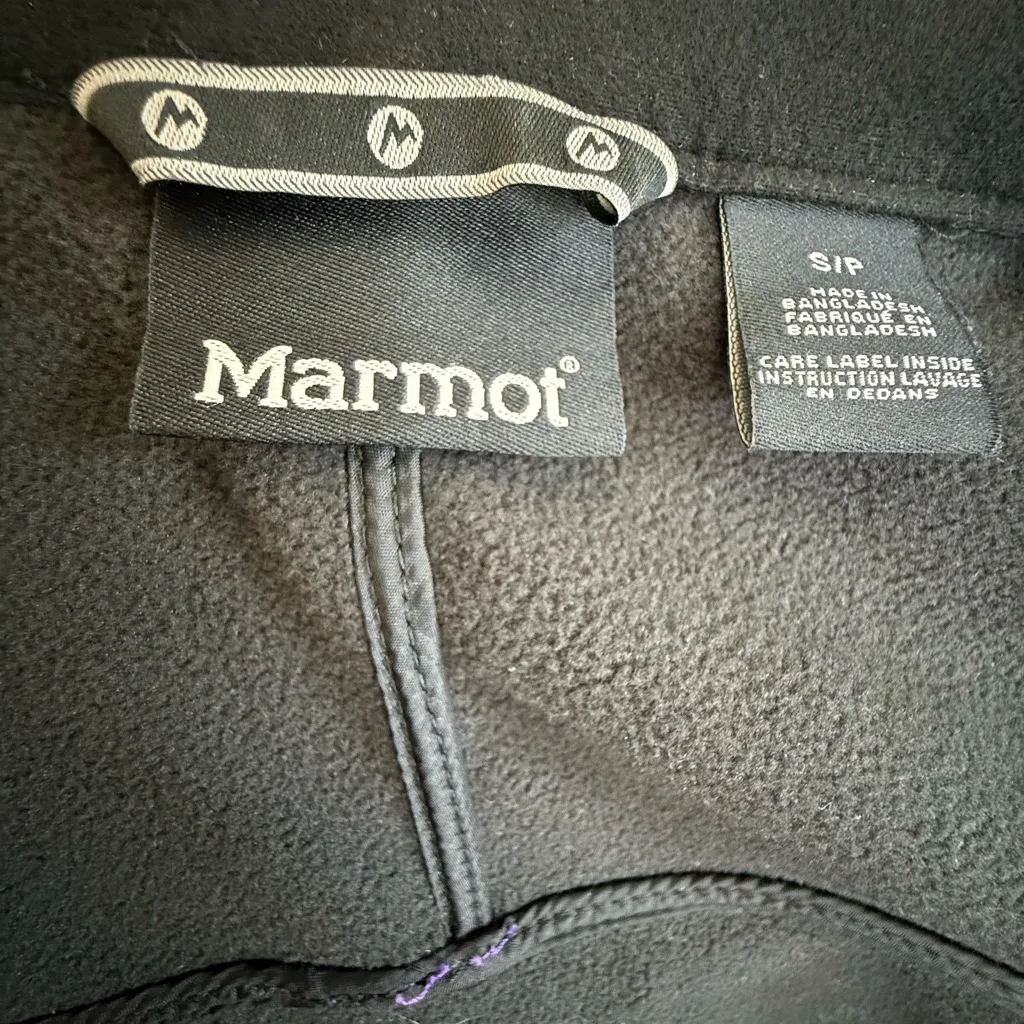 Marmot®
S/P
MADE IN
BANGLADESH
FABRIQUÉ EN
BANGLADESH
CARE LABEL INSIDE
INSTRUCTION LAVAGE
EN DEDANS